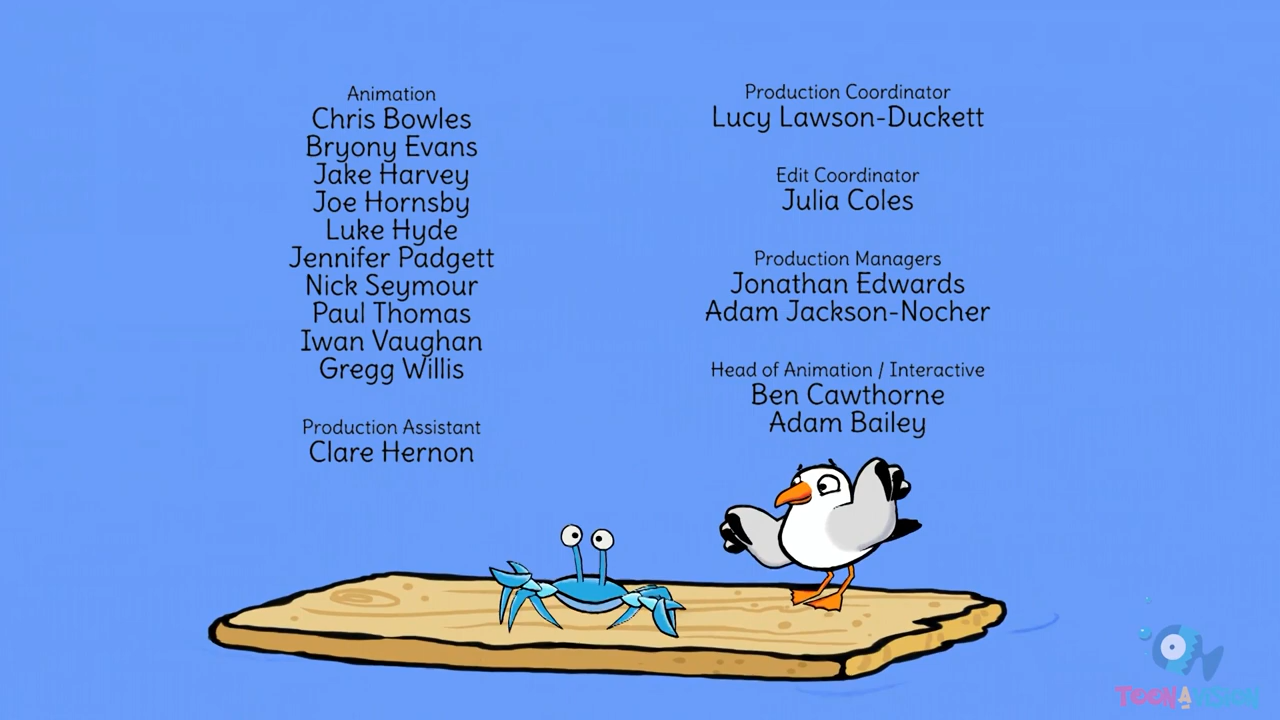 Animation
Chris Bowles
Bryony Evans
Jake Harvey
Joe Hornsby
Luke Hyde
Jennifer Padgett
Nick Seymour
Paul Thomas
Iwan Vaughan
Gregg Willis
Production Assistant
Clare Hernon
Production Coordinator
Lucy Lawson-Duckett
Edit Coordinator
Julia Coles
Production Managers
Jonathan Edwards
Adam Jackson-Nocher
Head of Animation / Interactive
Ben Cawthorne
Adam Bailey
TOONAVISION